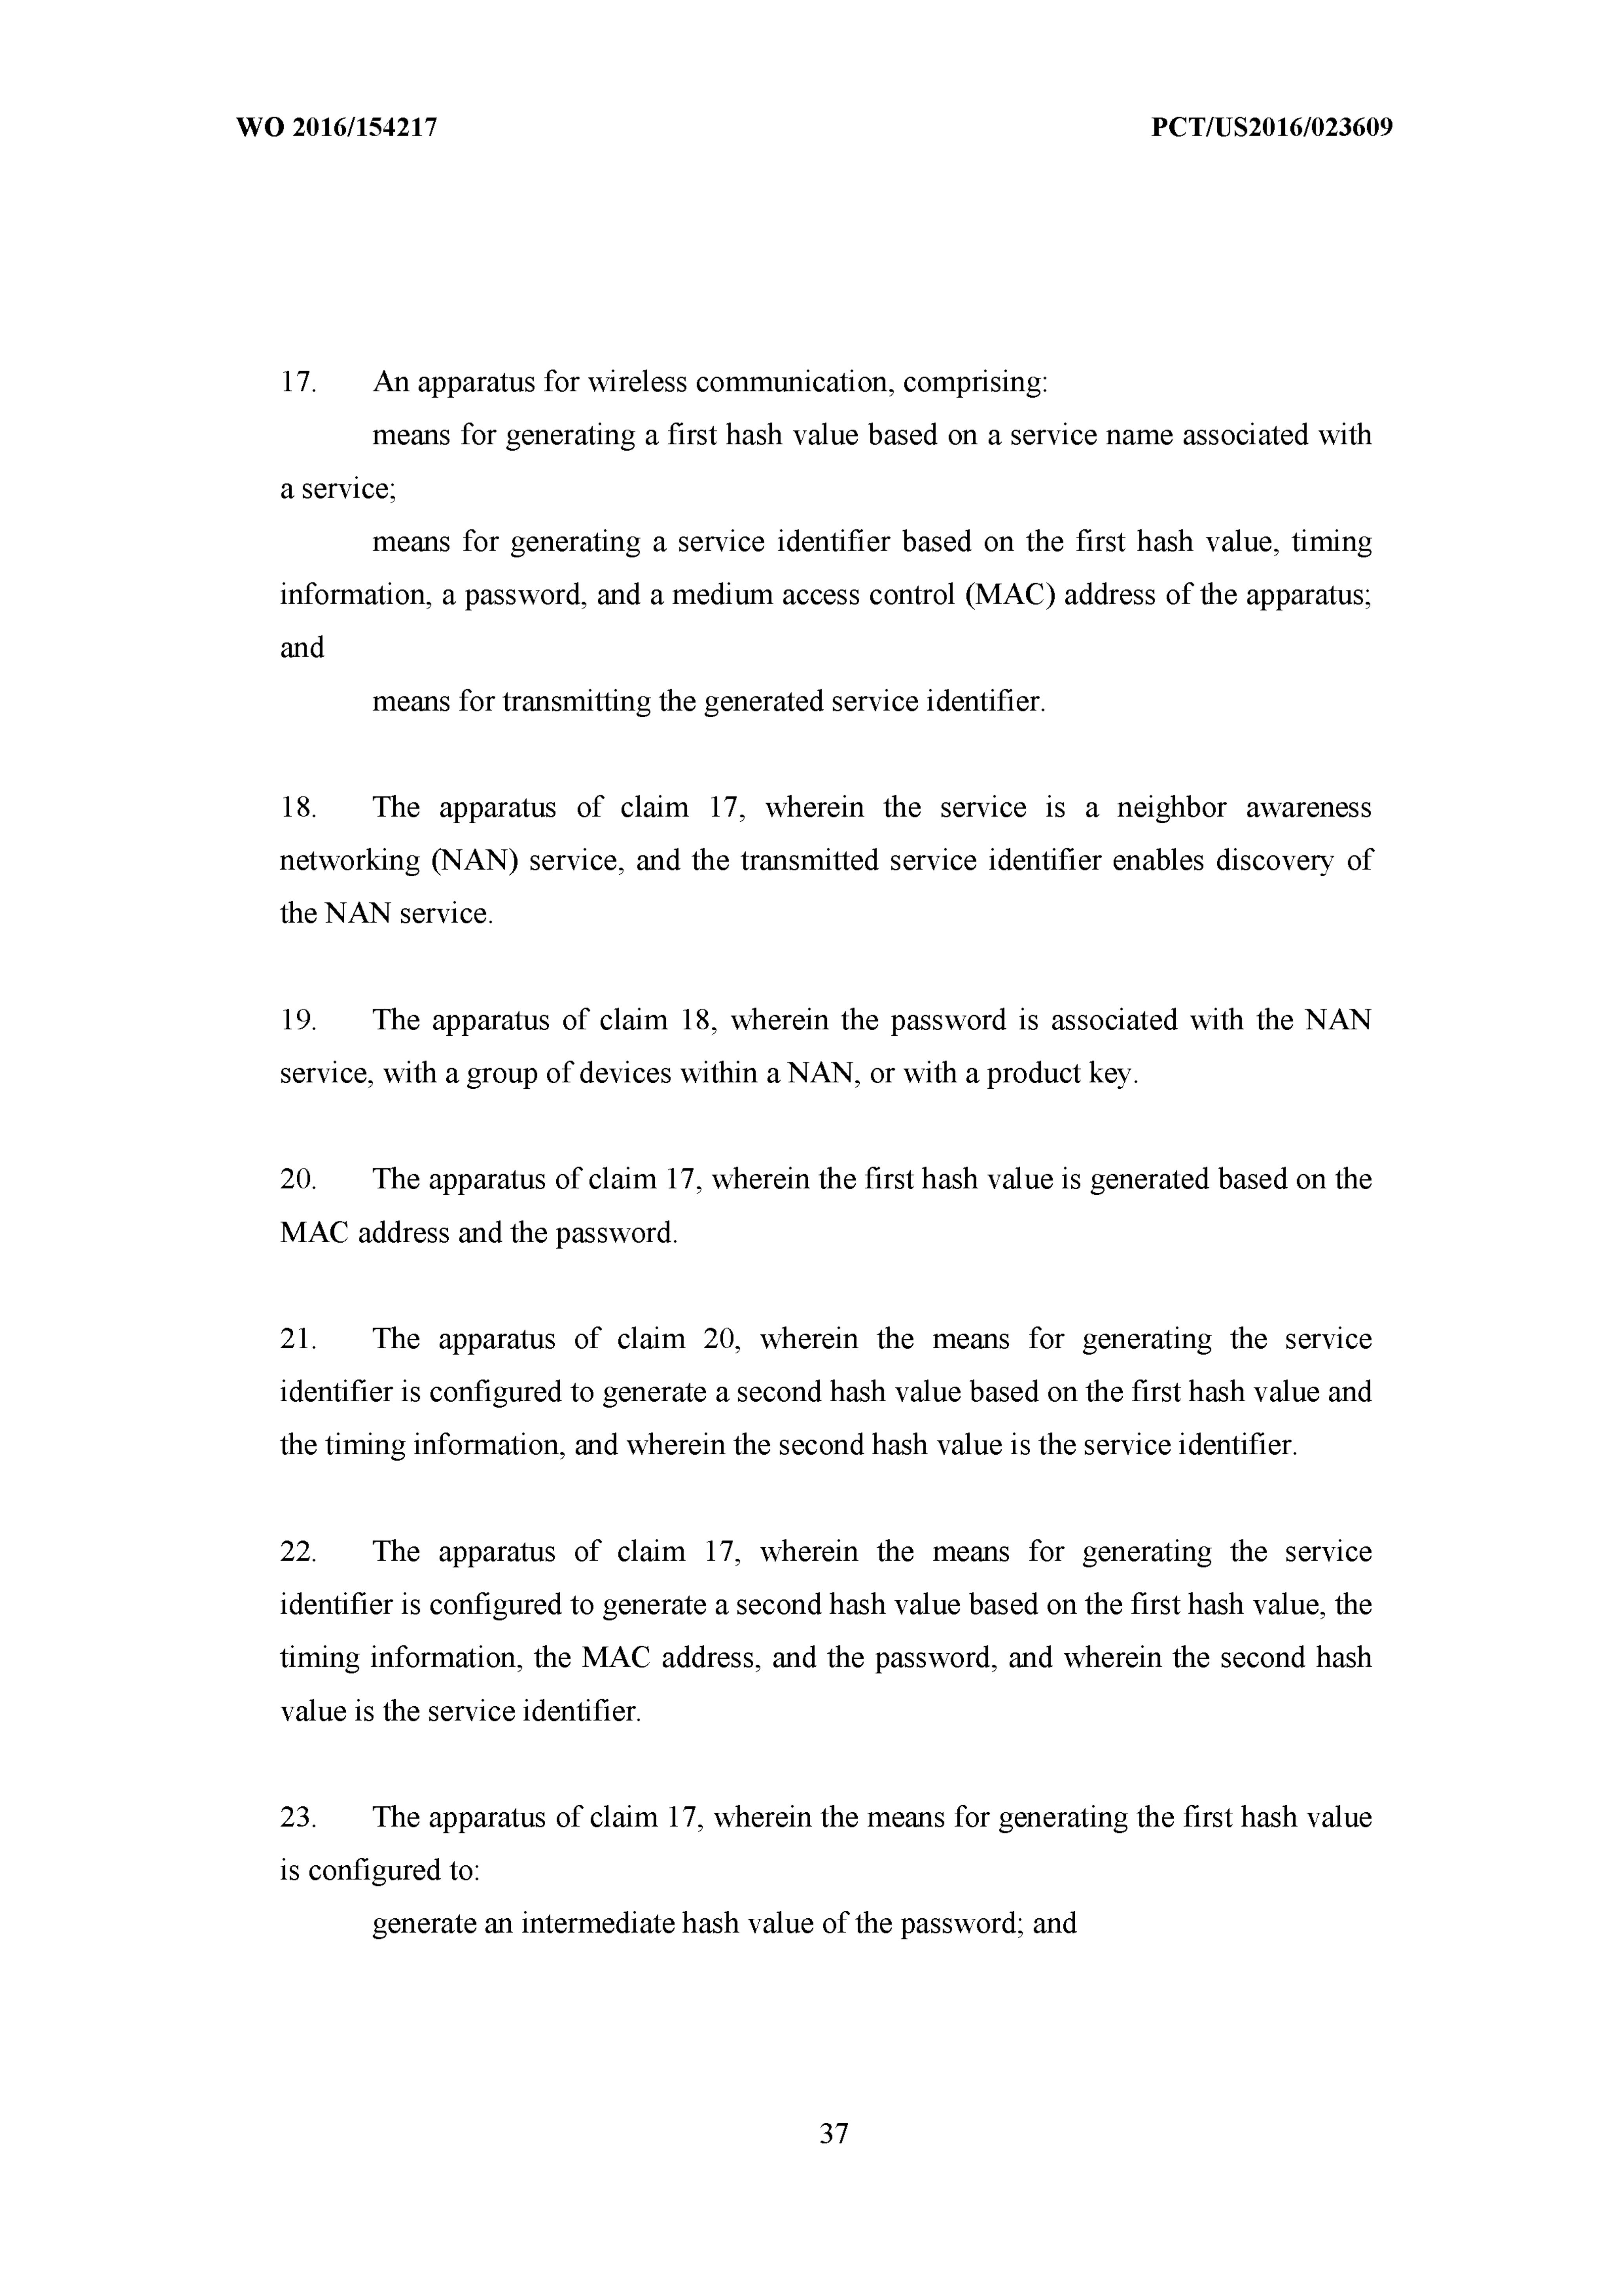 WO 2016/154217 PCT/US2016/023609
17. An apparatus for wireless communication, comprising:
means for generating a first hash value based on a service name associated with
a service;
means for generating a service identifier based on the first hash value, timing
information, a password, and a medium access control (MAC) address of the apparatus;
and
means for transmitting the generated service identifier.
18. The apparatus of claim 17, wherein the service is a neighbor awareness
networking (NAN) service, and the transmitted service identifier enables discovery of
the NAN service.
19. The apparatus of claim 18, wherein the password is associated with the NAN
service, with a group of devices within a NAN, or with a product key.
20. The apparatus of claim 17, wherein the first hash value is generated based on the
MAC address and the password.
21. The apparatus of claim 20, wherein the means for generating the service
identifier is configured to generate a second hash value based on the first hash value and
the timing information, and wherein the second hash value is the service identifier.
22. The apparatus of claim 17, wherein the means for generating the service
identifier is configured to generate a second hash value based on the first hash value, the
timing information, the MAC address, and the password, and wherein the second hash
value is the service identifier.
23. The apparatus of claim 17, wherein the means for generating the first hash value
is configured to:
generate an intermediate hash value of the password; and
37